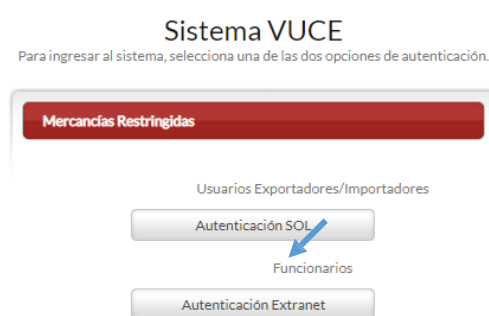 Sistema VUCE
Para ingresar al sistema, selecciona una de las dos opciones de autenticación.
Mercancías Restringidas
Usuarios Exportadores/Importadores
Autenticación SOL
Funcionarios
Autenticación Extranet